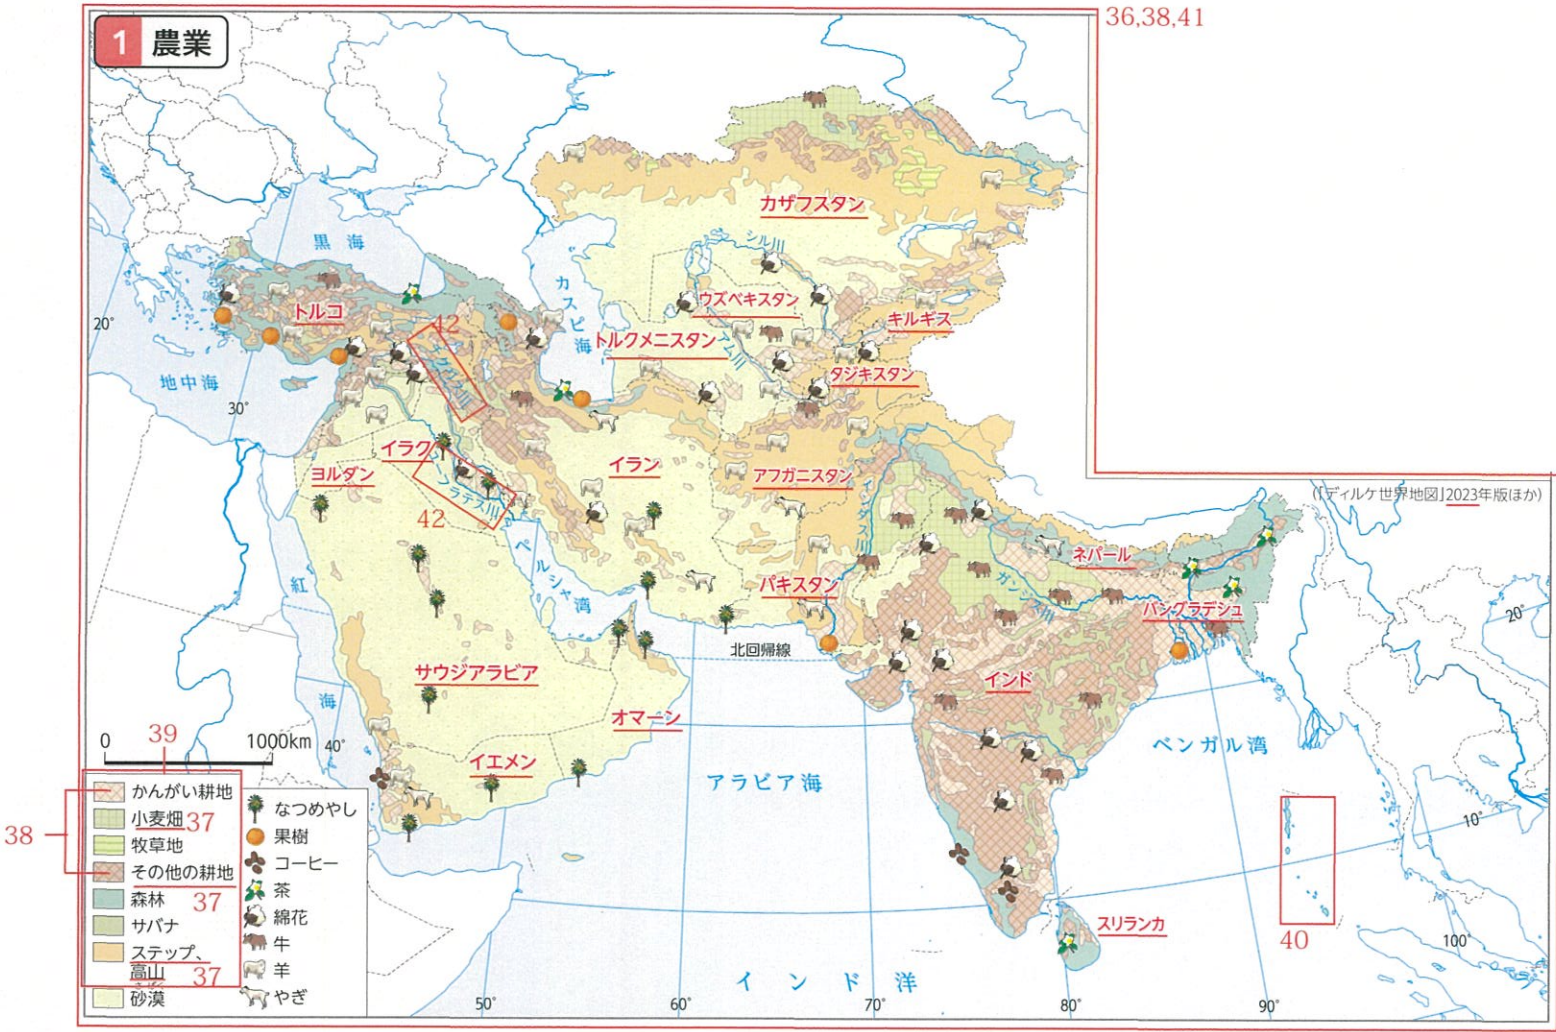 1 農業
36,38,41
カザフスタン
黒海
シル川
カスピ海
ウズベキスタン
トルコ
キルギス
42
20°
トルクメニスタン
アム川
タジキスタン
地中海
30°
イラク
イラン
アフガニスタン
ヨルダン
ユーフラテス川
インダス川
(『ディルケ世界地図』2023年版ほか)
42
ペルシャ湾
ネパール
紅海
パキスタン
ガンジス川
バングラデシュ
20°
北回帰線
サウジアラビア
インド
オマーン
39
0 1000km
40°
イエメン
アラビア海
ベンガル湾
かんがい耕地
小麦畑 37
38
牧草地
その他の耕地
森林 37
サバナ
ステップ、
高山 37
砂漠
なつめやし
果樹
コーヒー
茶
綿花
牛
羊
やぎ
10°
スリランカ
40
100°
インド洋
50°
60°
70°
80°
90°